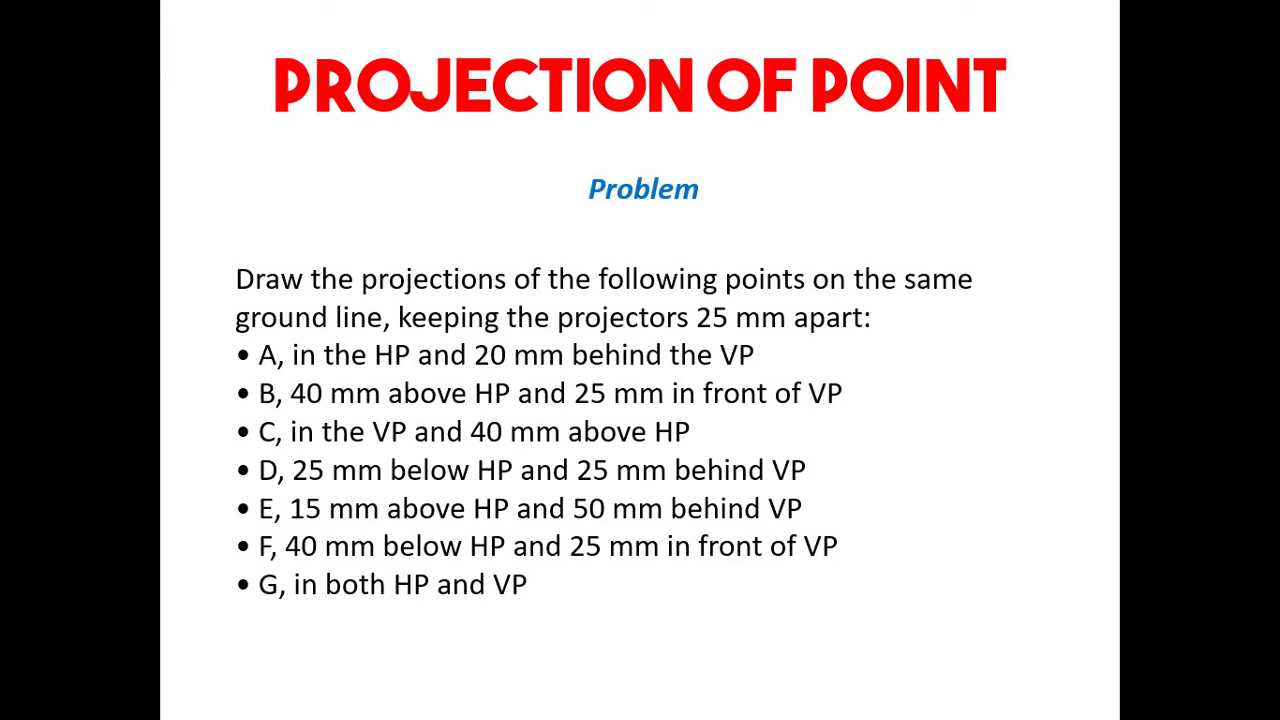 PROJECTION OF POINT
Problem
Draw the projections of the following points on the same
ground line, keeping the projectors 25 mm apart:
• A, in the HP and 20 mm behind the VP
• B, 40 mm above HP and 25 mm in front of VP
• C, in the VP and 40 mm above HP
• D, 25 mm below HP and 25 mm behind VP
• E, 15 mm above HP and 50 mm behind VP
• F, 40 mm below HP and 25 mm in front of VP
• G, in both HP and VP